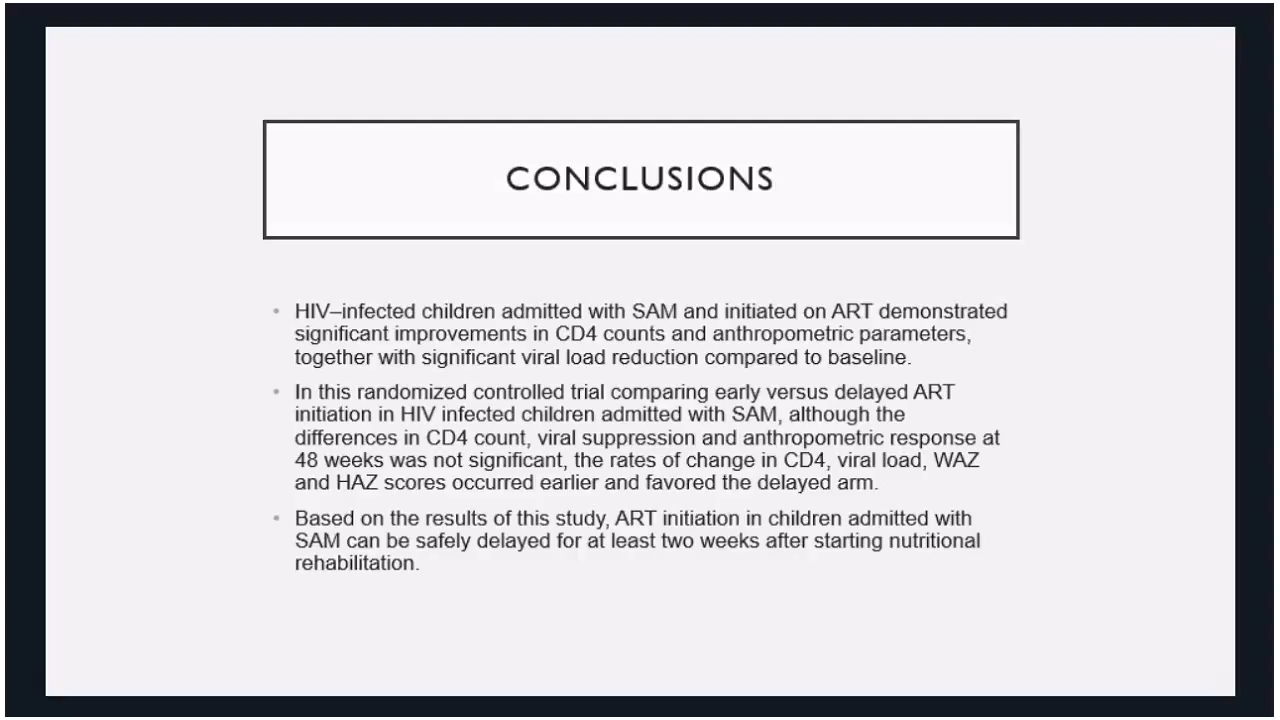 CONCLUSIONS
• HIV–infected children admitted with SAM and initiated on ART demonstrated
significant improvements in CD4 counts and anthropometric parameters,
together with significant viral load reduction compared to baseline.
• In this randomized controlled trial comparing early versus delayed ART
initiation in HIV infected children admitted with SAM, although the
differences in CD4 count, viral suppression and anthropometric response at
48 weeks was not significant, the rates of change in CD4, viral load, WAZ
and HAZ scores occurred earlier and favored the delayed arm.
• Based on the results of this study, ART initiation in children admitted with
SAM can be safely delayed for at least two weeks after starting nutritional
rehabilitation.